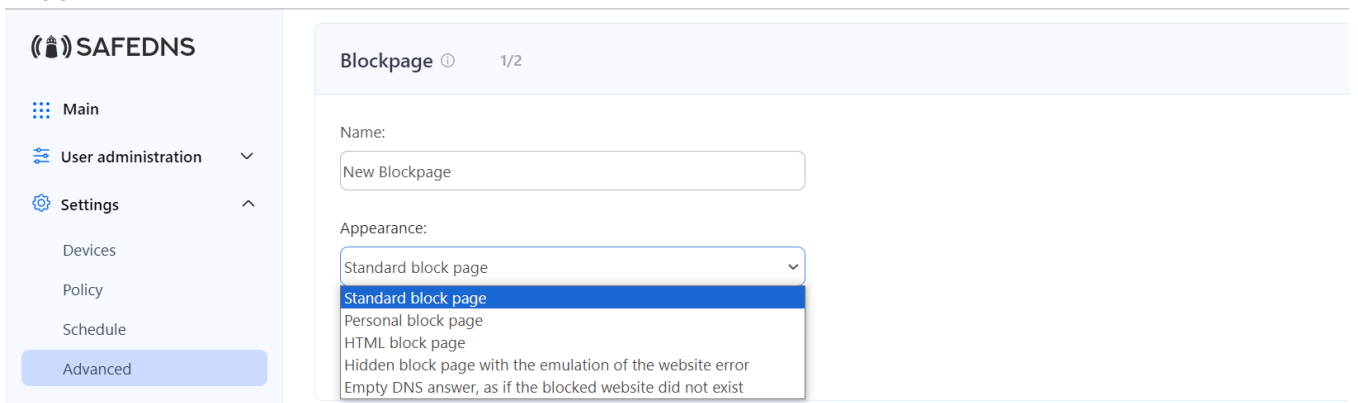 SAFEDNS
Main
User administration
Settings
Devices
Policy
Schedule
Advanced
Blockpage 1/2
Name:
New Blockpage
Appearance:
Standard block page
Standard block page
Personal block page
HTML block page
Hidden block page with the emulation of the website error
Empty DNS answer, as if the blocked website did not exist